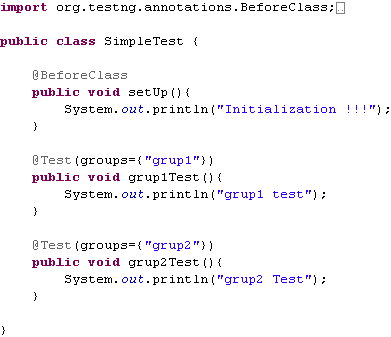 import org.testng.annotations.BeforeClass;
public class SimpleTest {
@BeforeClass
public void setUp(){
System.out.println("Initialization !!!");
}
@Test(groups={"grup1"})
public void grup1Test(){
System.out.println("grup1 test");
}
@Test(groups={"grup2"})
public void grup2Test(){
System.out.println("grup2 Test");
}
}